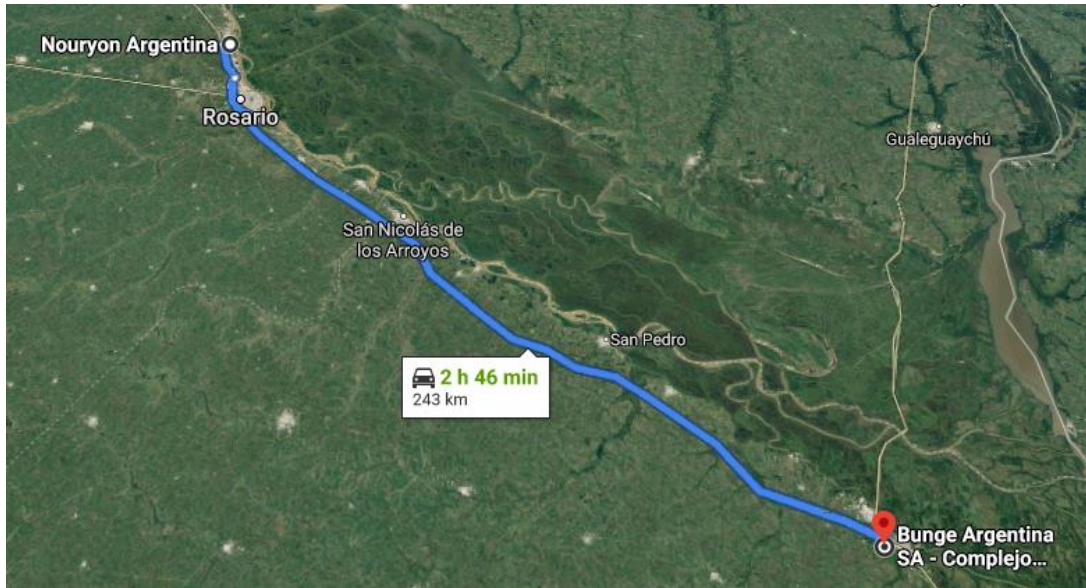 Nouryon Argentina
Rosario
Gualeguaychú
San Nicolás de
los Arroyos
San Pedro
2 h 46 min
243 km
Bunge Argentina
SA - Complejo...